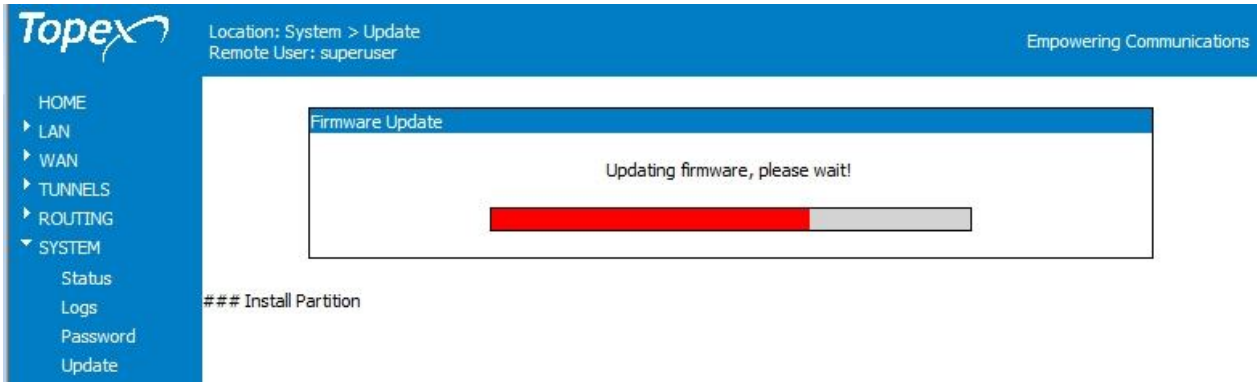 Topex
Location: System > Update
Remote User: superuser
Empowering Communications
HOME
LAN
WAN
TUNNELS
ROUTING
SYSTEM
Status
Logs
Password
Update
Firmware Update
Updating firmware, please wait!
### Install Partition